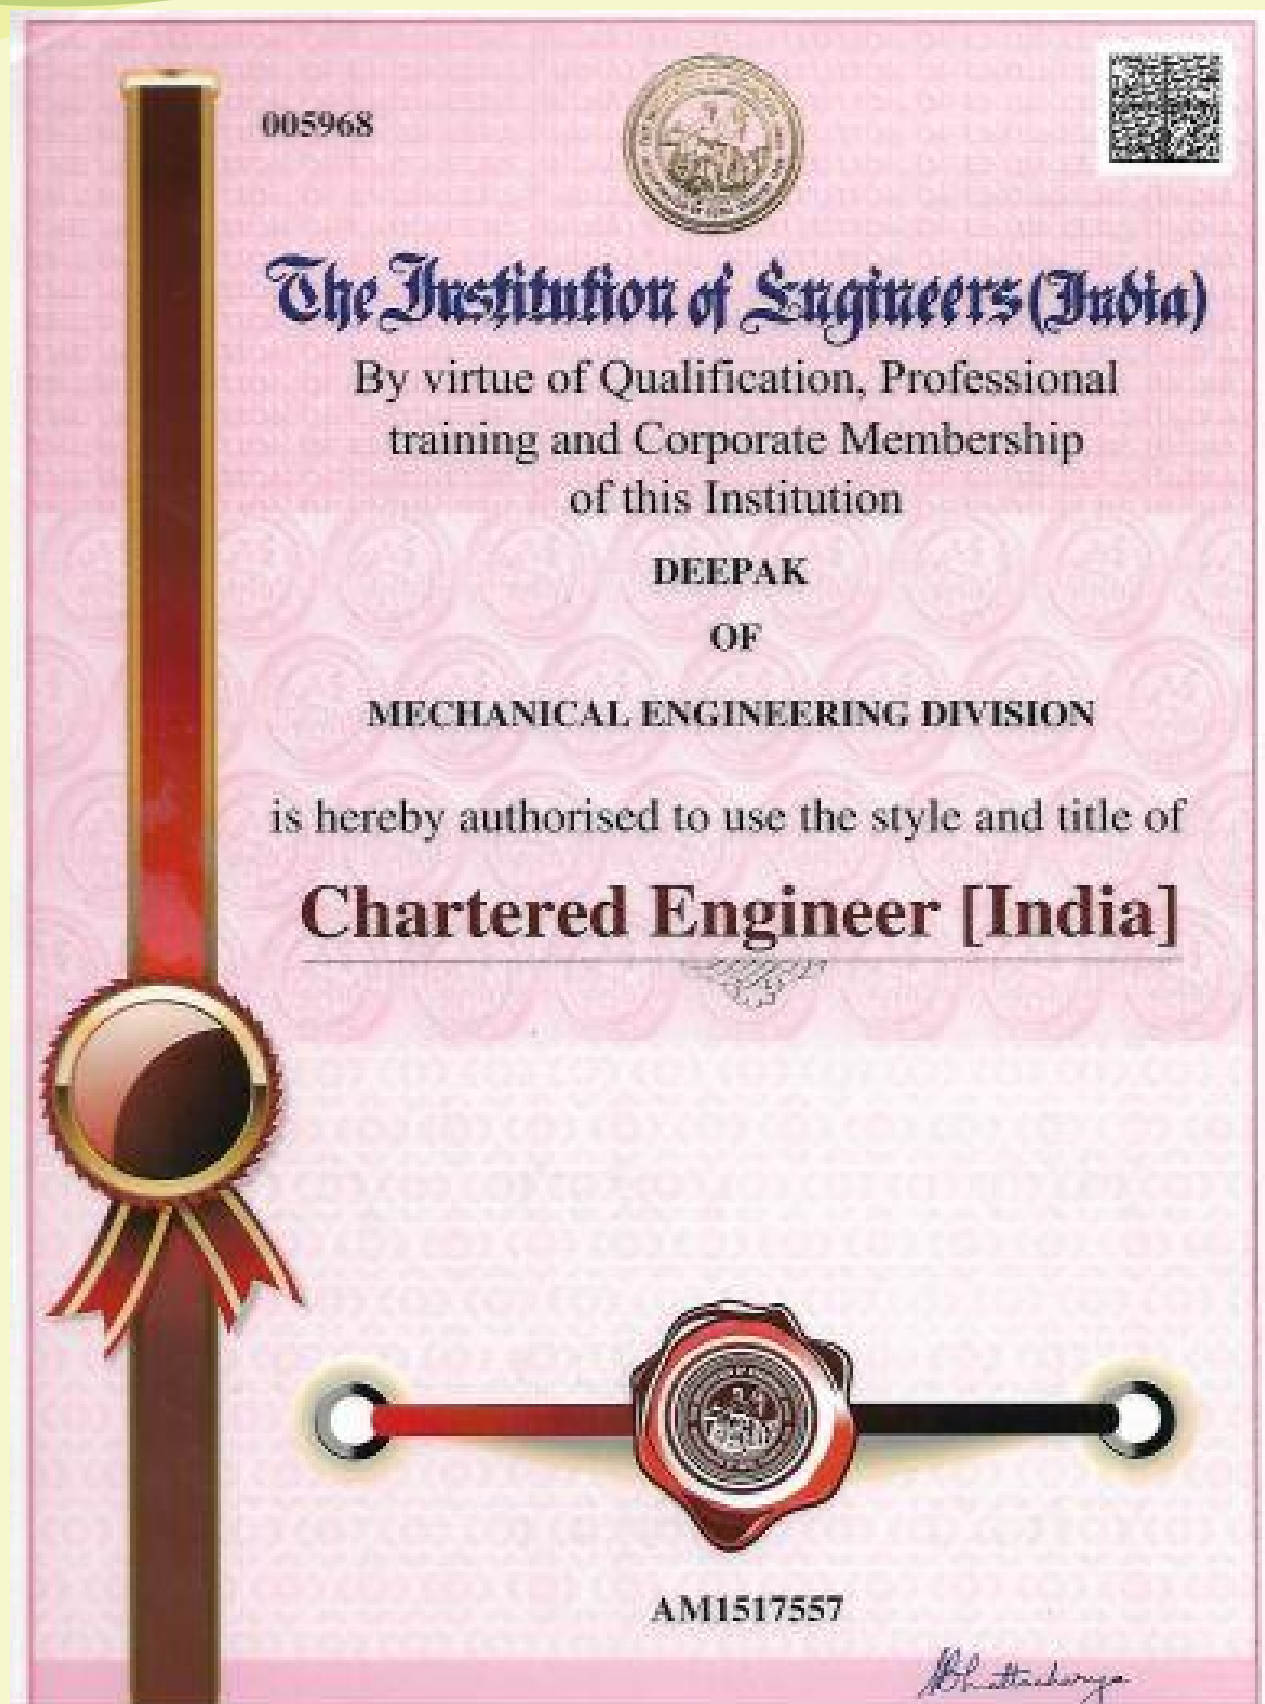 005968
The Institution of Engineers (India)
By virtue of Qualification, Professional
training and Corporate Membership
of this Institution
DEEPAK
OF
MECHANICAL ENGINEERING DIVISION
is hereby authorised to use the style and title of
Chartered Engineer [India]
AM1517557